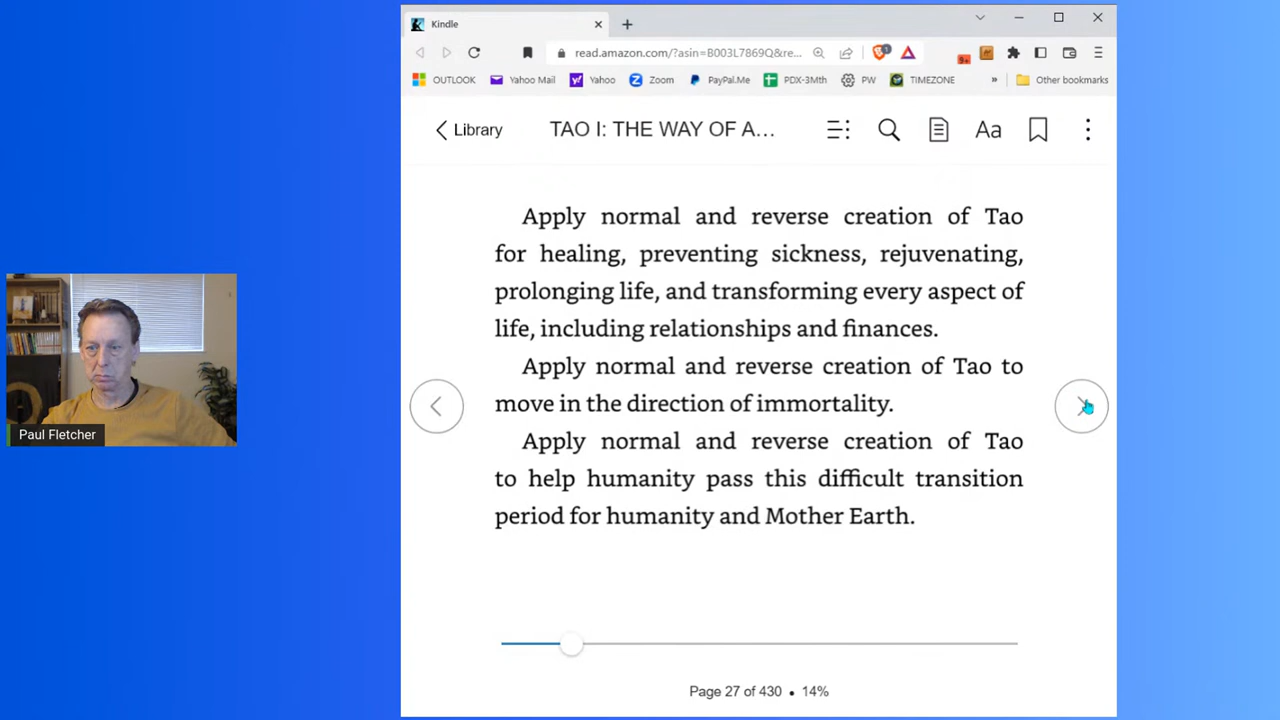 Kindle
read.amazon.com/?asin=B003L7869Q&re...
9+
OUTLOOK Yahoo Mail Yahoo Zoom PayPal.Me PDX-3Mth PW TIMEZONE » Other bookmarks
Library TAO I: THE WAY OF A... Aa
Apply normal and reverse creation of Tao
for healing, preventing sickness, rejuvenating,
prolonging life, and transforming every aspect of
life, including relationships and finances.
Apply normal and reverse creation of Tao to
move in the direction of immortality.
Apply normal and reverse creation of Tao
to help humanity pass this difficult transition
period for humanity and Mother Earth.
Paul Fletcher
Page 27 of 430 • 14%